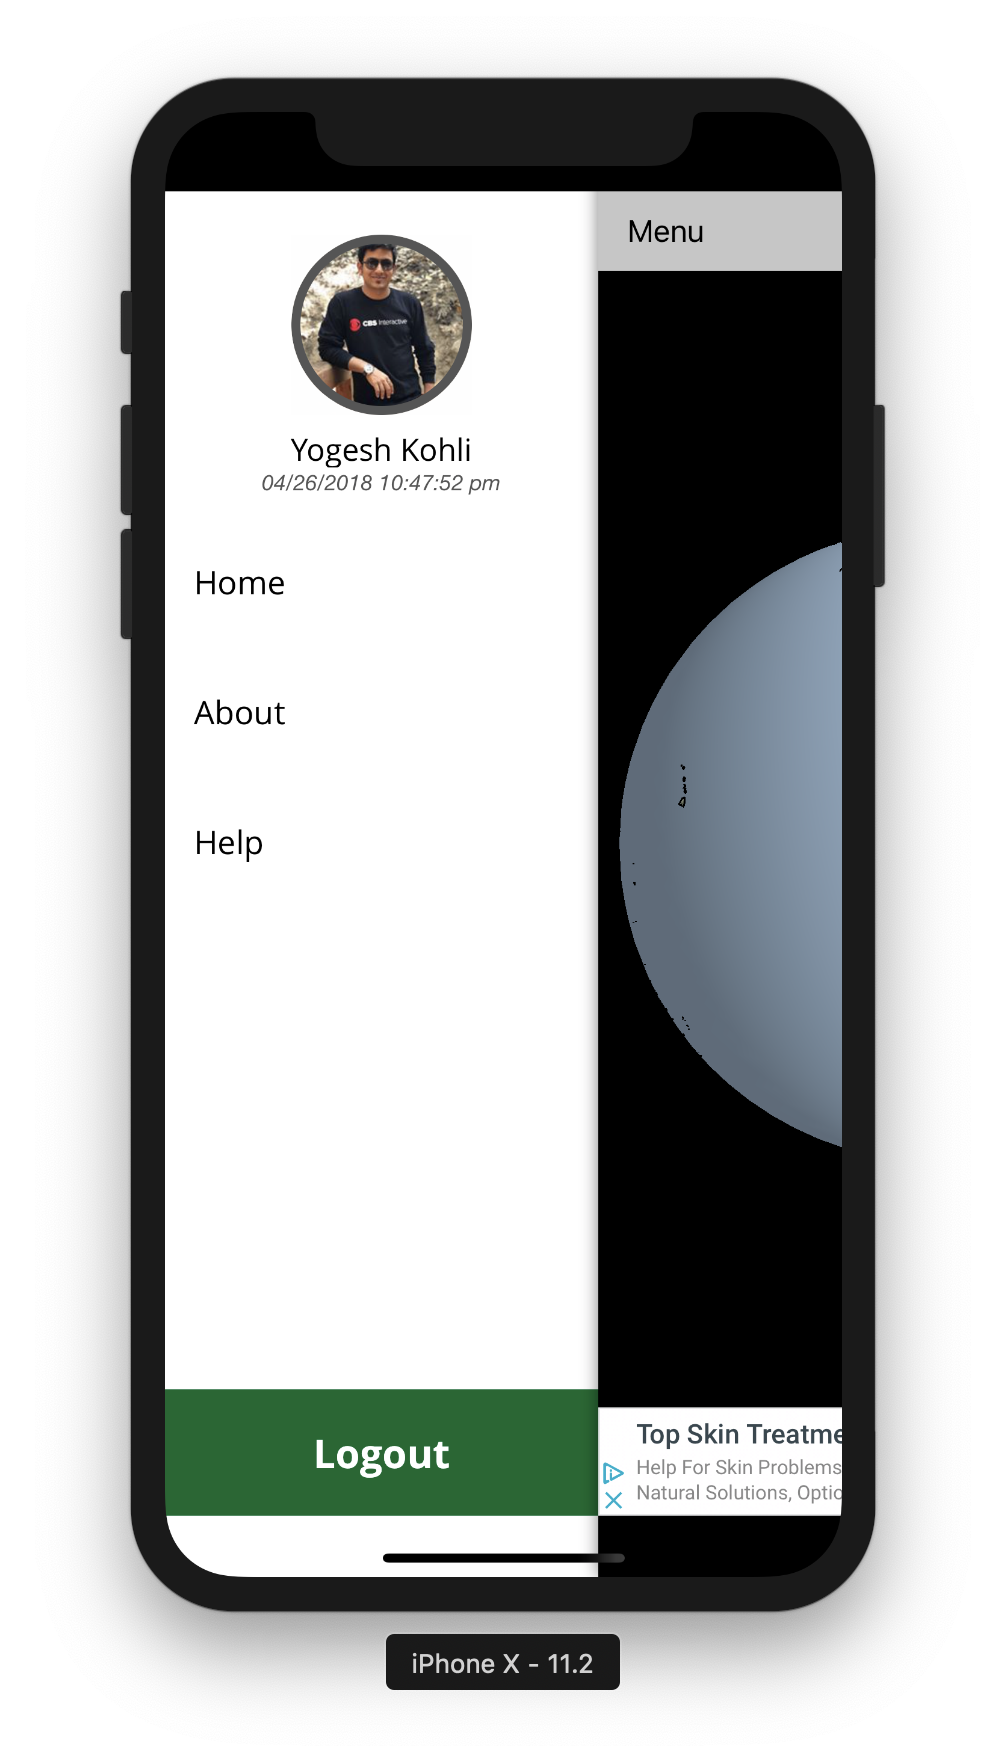 Menu
CBS Interactive
Yogesh Kohli
04/26/2018 10:47:52 pm
Home
About
Help
Logout
Top Skin Treatme
Help For Skin Problems
Natural Solutions, Optio
iPhone X - 11.2